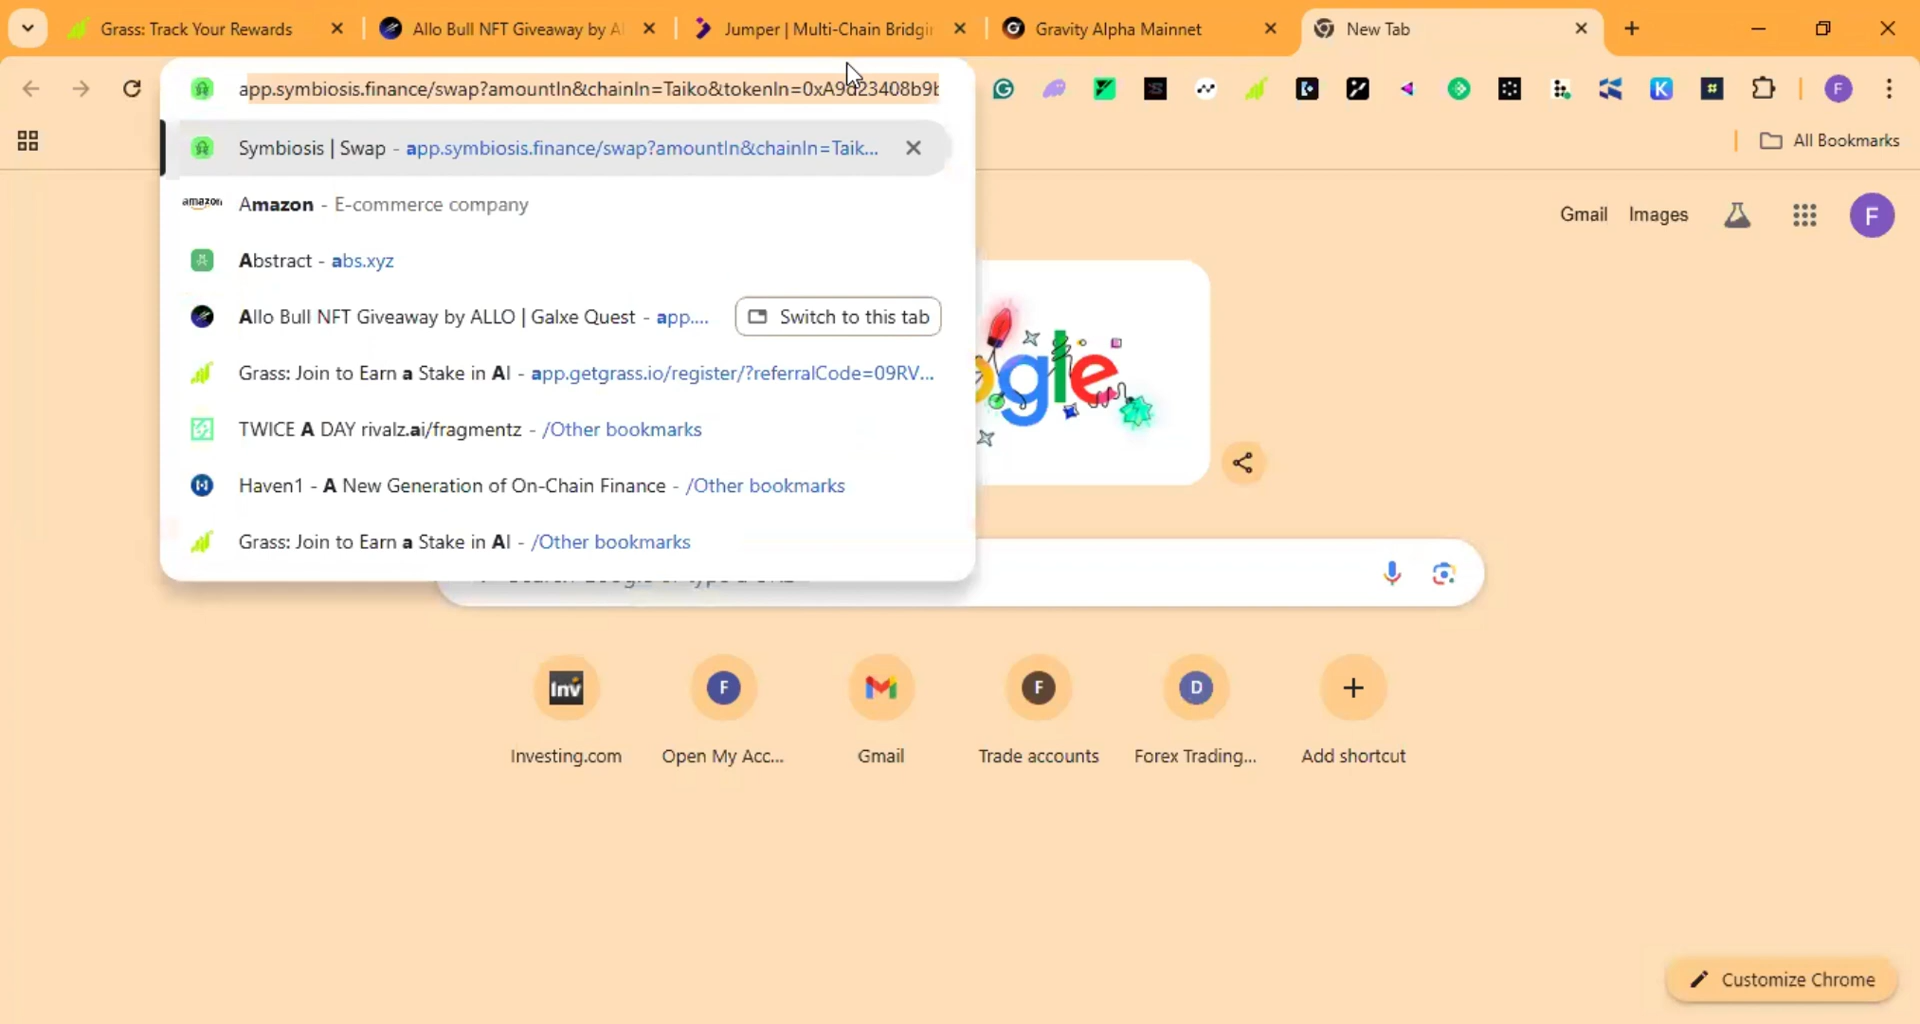 Grass: Track Your Rewards
Allo Bull NFT Giveaway by Al
Jumper | Multi-Chain Bridgin
Gravity Alpha Mainnet
New Tab
app.symbiosis.finance/swap?amountIn&chainIn=Taiko&tokenIn=0xA9d23408b9b
All Bookmarks
Symbiosis | Swap - app.symbiosis.finance/swap?amountIn&chainIn=Taik...
amazon
Amazon - E-commerce company
Gmail
Images
F
Abstract - abs.xyz
Allo Bull NFT Giveaway by ALLO | Galxe Quest - app....
Switch to this tab
Grass: Join to Earn a Stake in AI - app.getgrass.io/register/?referralCode=09RV...
TWICE A DAY rivalz.ai/fragmentz - /Other bookmarks
Haven1 - A New Generation of On-Chain Finance - /Other bookmarks
Grass: Join to Earn a Stake in AI - /Other bookmarks
Inv
F
F
D
Investing.com
Open My Acc...
Gmail
Trade accounts
Forex Trading...
Add shortcut
Customize Chrome